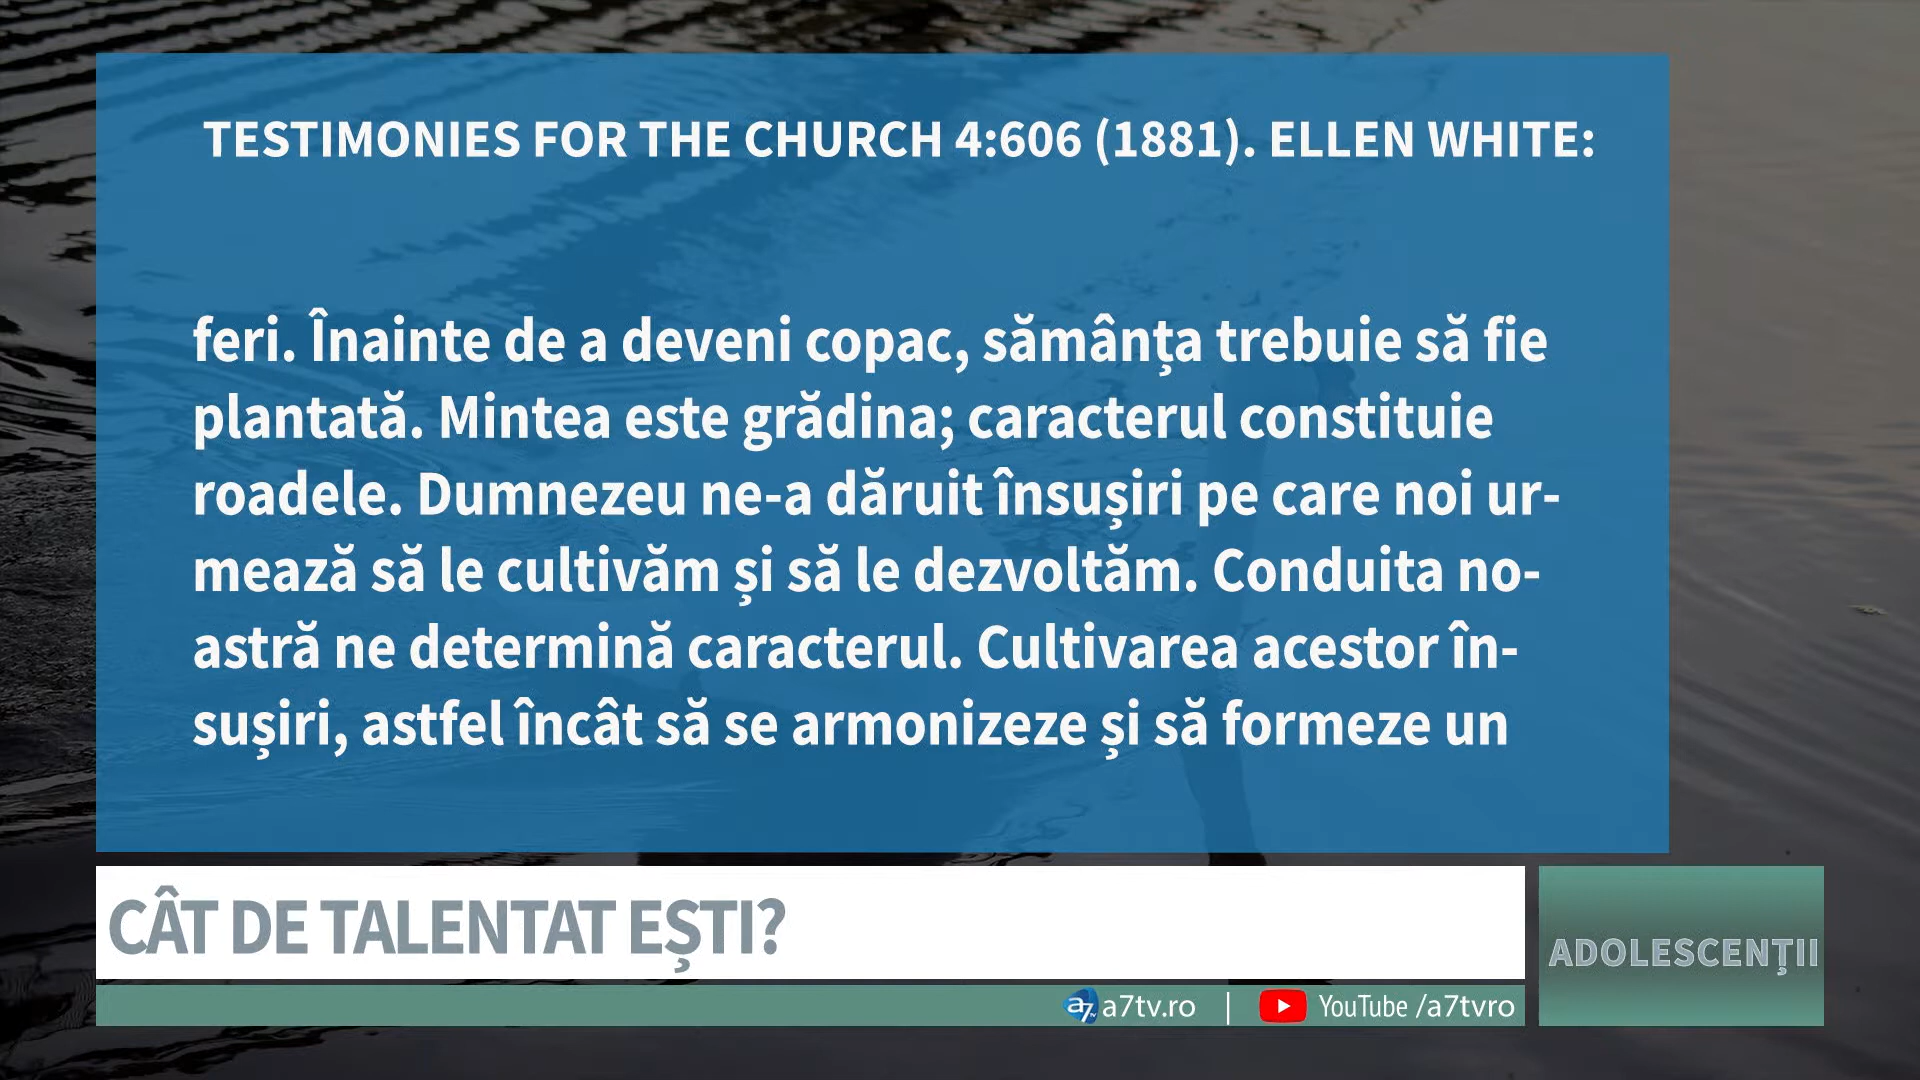 TESTIMONIES FOR THE CHURCH 4:606 (1881). ELLEN WHITE:
feri. Înainte de a deveni copac, sămânța trebuie să fie
plantată. Mintea este grădina; caracterul constituie
roadele. Dumnezeu ne-a dăruit însușiri pe care noi ur-
mează să le cultivăm și să le dezvoltăm. Conduita no-
astră ne determină caracterul. Cultivarea acestor în-
sușiri, astfel încât să se armonizeze și să formeze un
CÂT DE TALENTAT EȘTI?
ADOLESCENȚII
a7tv a7tv.ro | YouTube /a7tvro